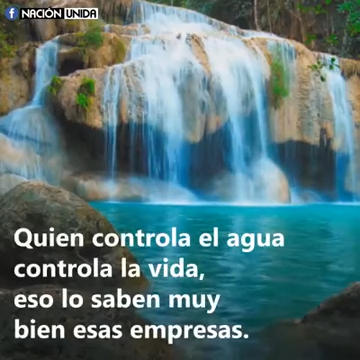 f NACIÓN UNIDA
Quien controla el agua
controla la vida,
eso lo saben muy
bien esas empresas.